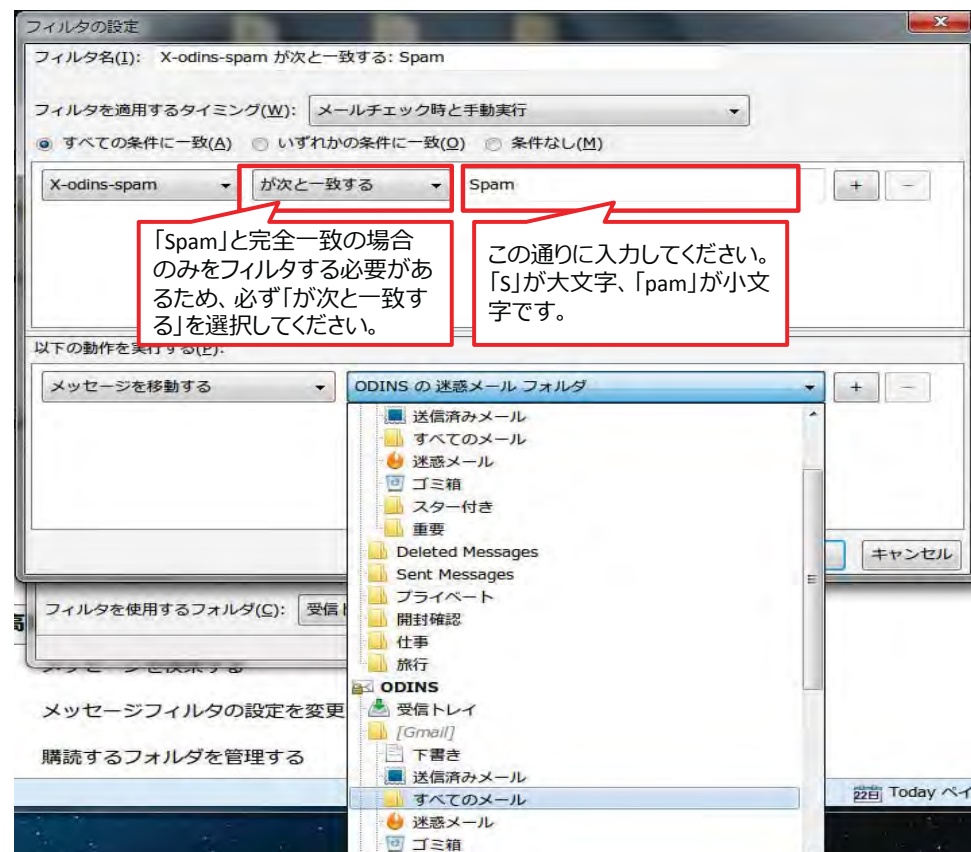 フィルタの設定
フィルタ名(I): X-odins-spam が次と一致する: Spam
フィルタを適用するタイミング(W): メールチェック時と手動実行
すべての条件に一致(A) いずれかの条件に一致(O) 条件なし(M)
X-odins-spam が次と一致する Spam
「Spam」と完全一致の場合
のみをフィルタする必要があ
るため、必ず「が次と一致す
る」を選択してください。
この通りに入力してください。
「S」が大文字、「pam」が小文
字です。
以下の動作を実行する(P):
メッセージを移動する ODINS の 迷惑メール フォルダ
送信済みメール
すべてのメール
迷惑メール
ゴミ箱
スター付き
重要
Deleted Messages
キャンセル
Sent Messages
プライベート
フィルタを使用するフォルダ(C): 受信
開封確認
仕事
旅行
ODINS
メッセージフィルタの設定を変更
受信トレイ
[Gmail]
購読するフォルダを管理する
下書き
送信済みメール
すべてのメール
22日 Today ペイ
迷惑メール
ゴミ箱